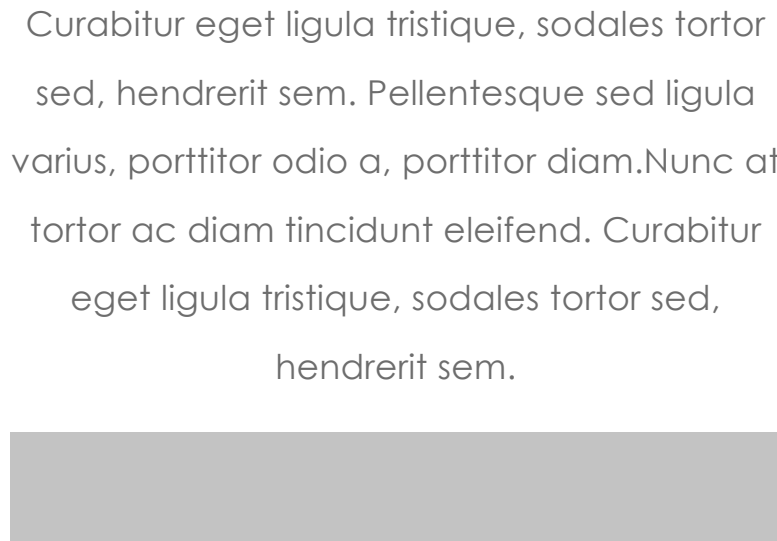 Curabitur eget ligula tristique, sodales tortor
sed, hendrerit sem. Pellentesque sed ligula
varius, porttitor odio a, porttitor diam.Nunc at
tortor ac diam tincidunt eleifend. Curabitur
eget ligula tristique, sodales tortor sed,
hendrerit sem.